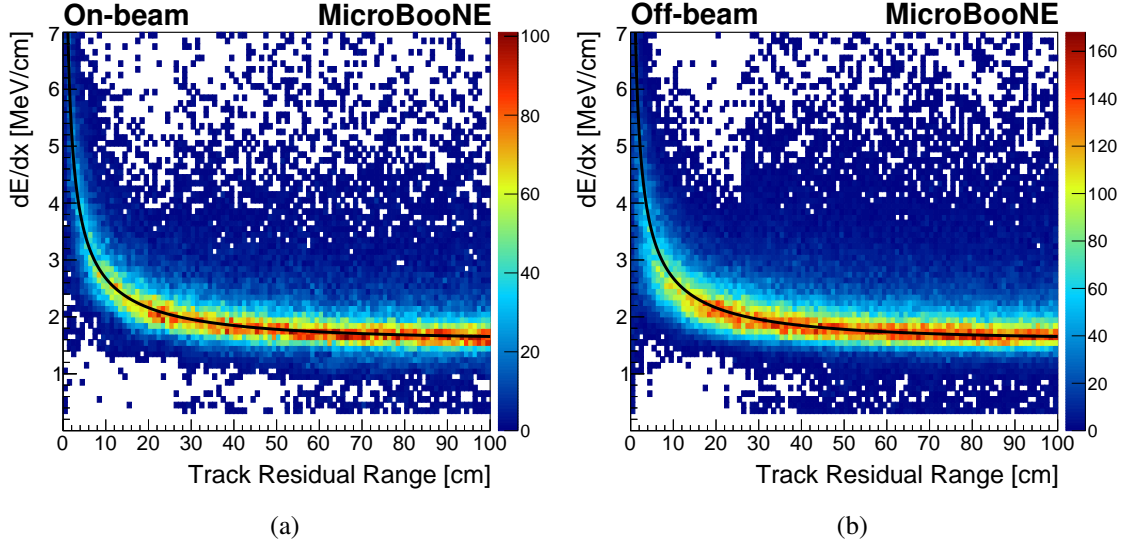 On-beam MicroBooNE
dE/dx [MeV/cm]
7
6
5
4
3
2
1
0 10 20 30 40 50 60 70 80 90 100
Track Residual Range [cm]
100
80
60
40
20
0
(a)
Off-beam MicroBooNE
dE/dx [MeV/cm]
7
6
5
4
3
2
1
0 10 20 30 40 50 60 70 80 90 100
Track Residual Range [cm]
160
140
120
100
80
60
40
20
0
(b)